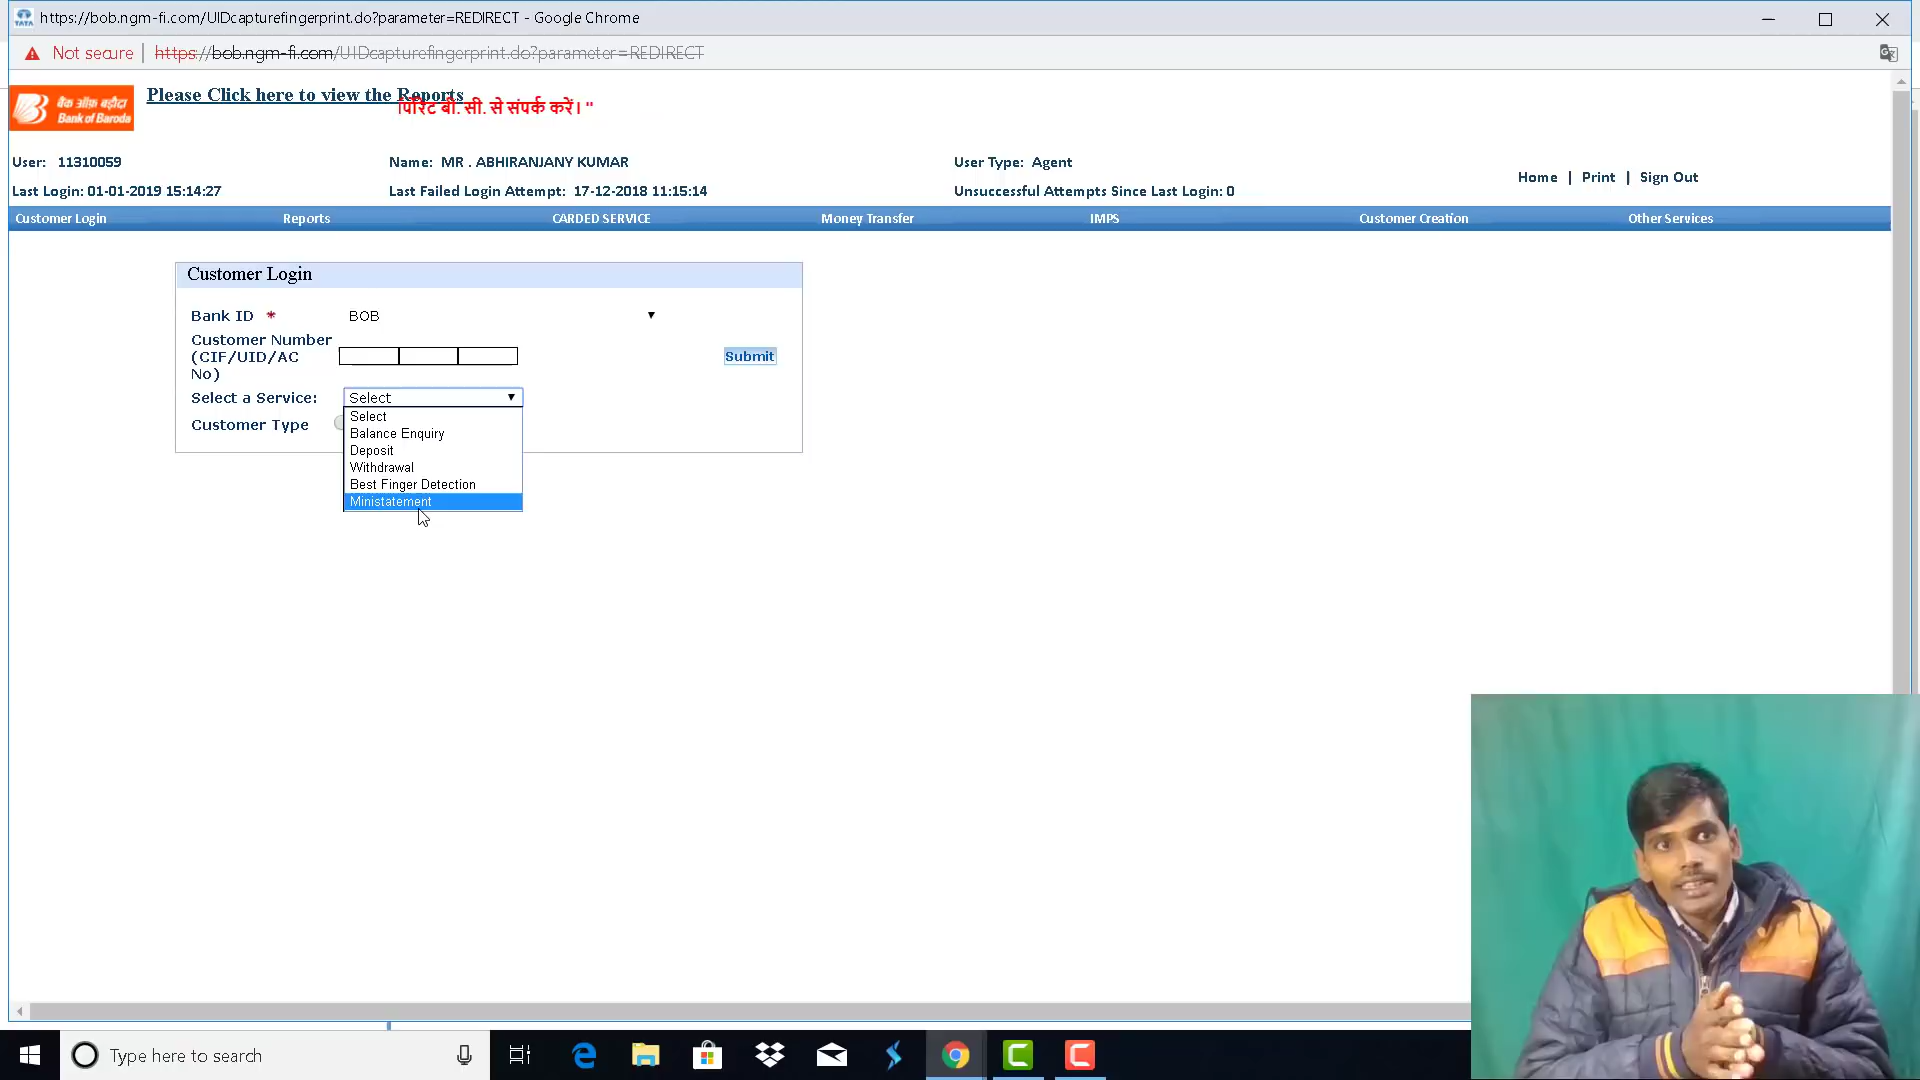 https://bob.ngm-fi.com/UIDcapturefingerprint.do?parameter=REDIRECT - Google Chrome
TATA
Not secure | https://bob.ngm-fi.com/UIDcapturefingerprint.do?parameter=REDIRECT
बैंक ऑफ़ बड़ौदा
Bank of Baroda
Please Click here to view the Reports
बी. सी. से संपर्क करें। "
User: 11310059 Name: MR . ABHIRANJANY KUMAR User Type: Agent
Home | Print | Sign Out
Last Login: 01-01-2019 15:14:27 Last Failed Login Attempt: 17-12-2018 11:15:14 Unsuccessful Attempts Since Last Login: 0
Customer Login Reports CARDED SERVICE Money Transfer IMPS Customer Creation Other Services
Customer Login
Bank ID * BOB
Customer Number
(CIF/UID/AC
No)
Submit
Select a Service: Select
Customer Type
Select
Balance Enquiry
Deposit
Withdrawal
Best Finger Detection
Ministatement
Type here to search